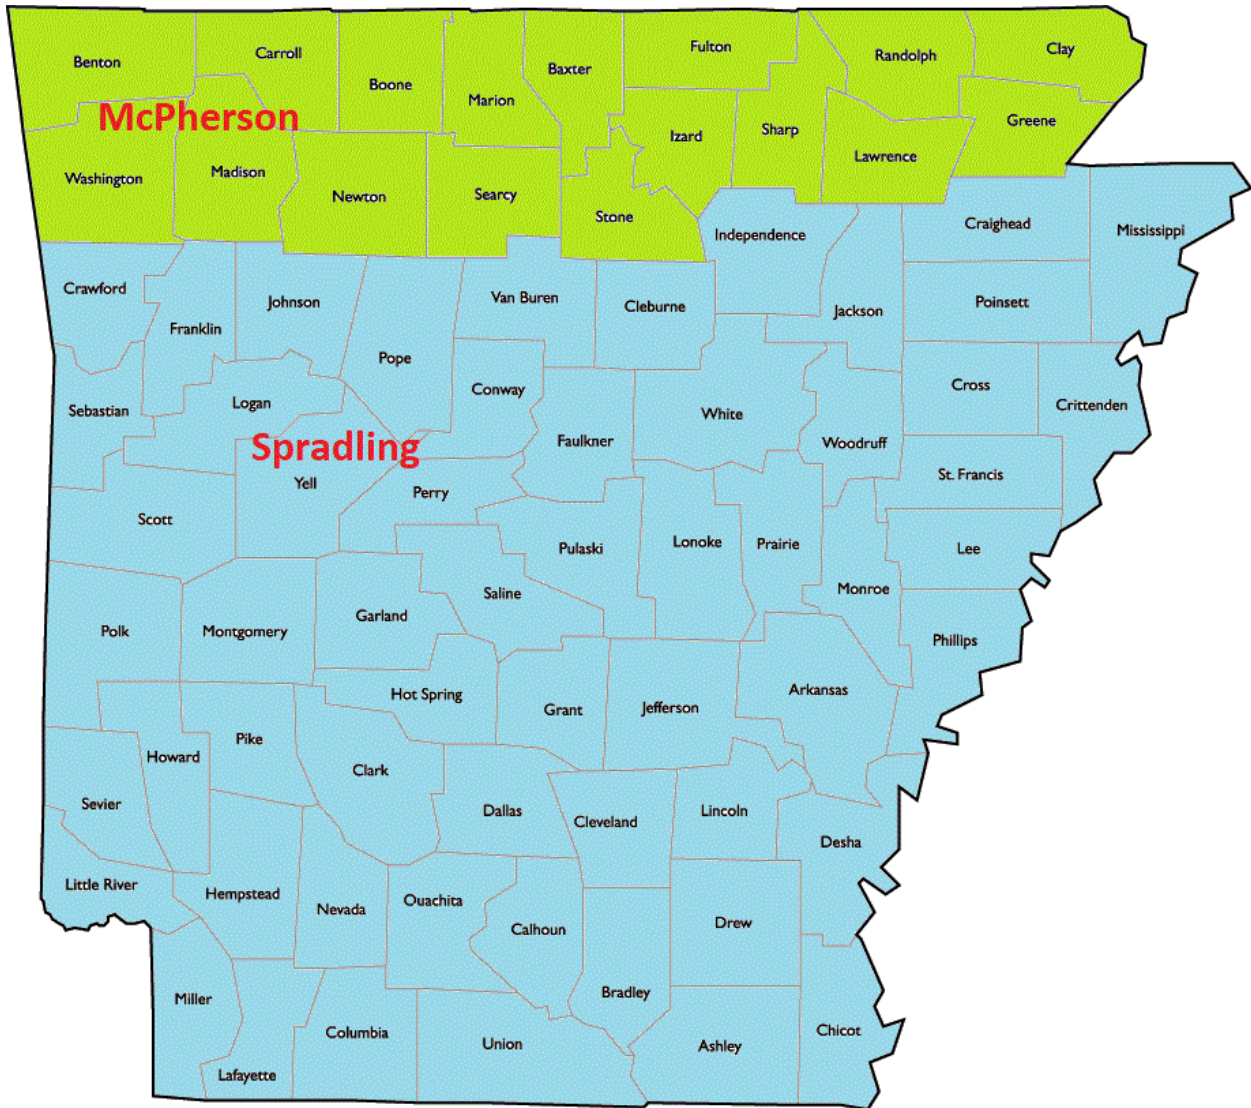 Benton
Carroll
Boone
Marion
Baxter
Fulton
Randolph
Clay
McPherson
Washington
Madison
Newton
Searcy
Stone
Izard
Sharp
Lawrence
Greene
Independence
Craighead
Mississippi
Crawford
Franklin
Johnson
Pope
Van Buren
Cleburne
Jackson
Poinsett
Sebastian
Logan
Conway
Faulkner
White
Woodruff
Cross
Crittenden
Spradling
Yell
Perry
St. Francis
Scott
Pulaski
Lonoke
Prairie
Lee
Saline
Monroe
Polk
Montgomery
Garland
Phillips
Hot Spring
Grant
Jefferson
Arkansas
Howard
Pike
Clark
Sevier
Dallas
Cleveland
Lincoln
Desha
Little River
Hempstead
Nevada
Ouachita
Calhoun
Drew
Miller
Bradley
Columbia
Union
Ashley
Chicot
Lafayette